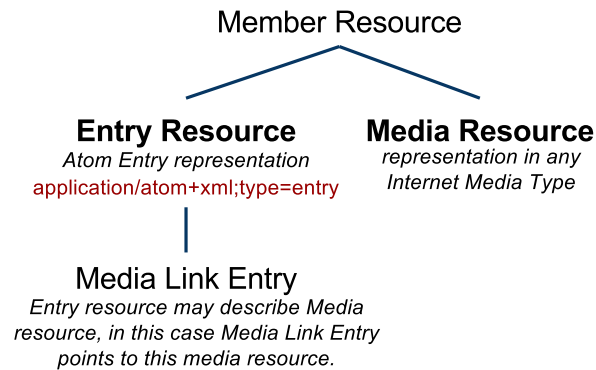 Member Resource
Entry Resource
Atom Entry representation
application/atom+xml;type=entry
Media Resource
representation in any
Internet Media Type
Media Link Entry
Entry resource may describe Media
resource, in this case Media Link Entry
points to this media resource.